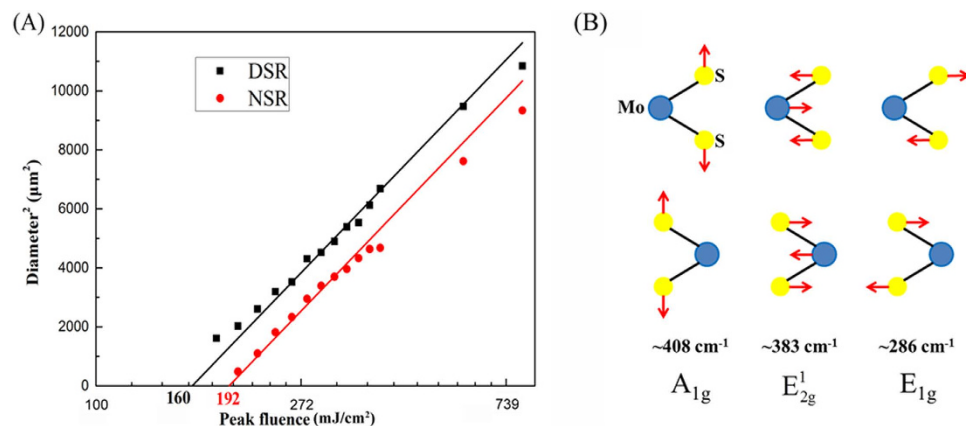 (A)
12000
10000
8000
6000
4000
2000
0
Diameter² (µm²)
DSR
NSR
100
160
192
272
739
Peak fluence (mJ/cm²)
(B)
S
Mo
S
~408 cm⁻¹ ~383 cm⁻¹ ~286 cm⁻¹
A₁g E¹₂g E₁g